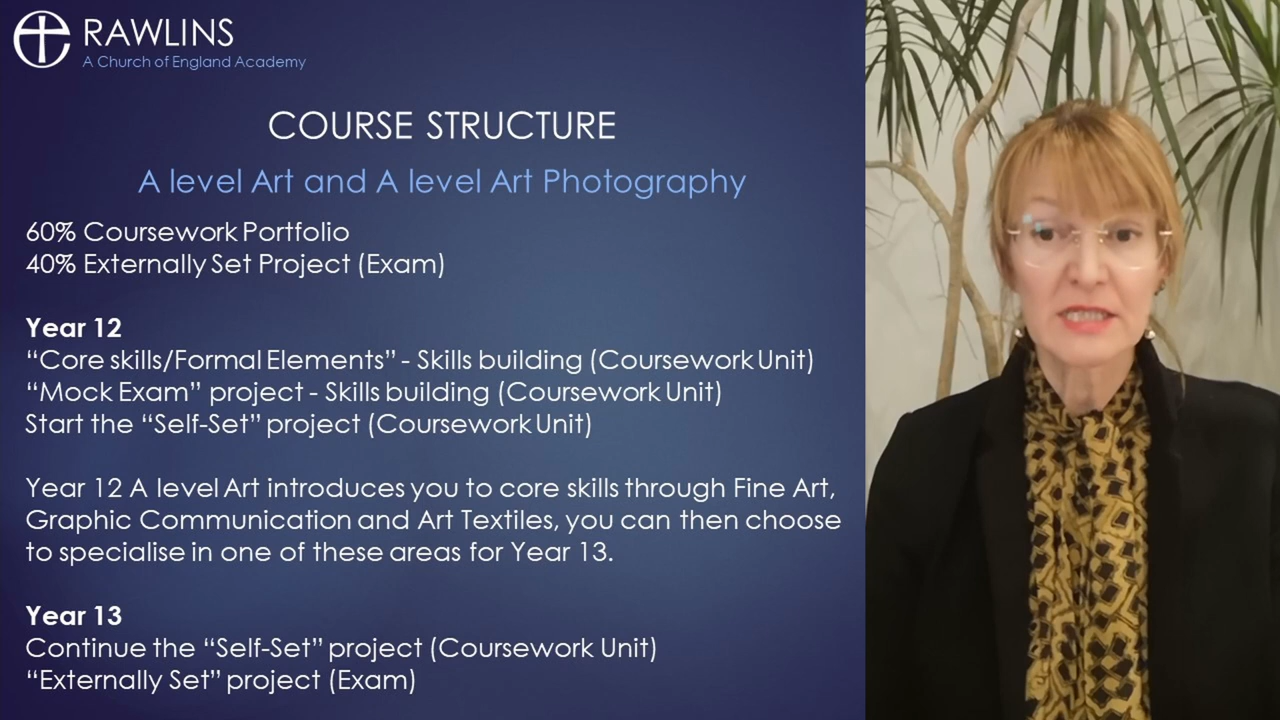 RAWLINS
A Church of England Academy
COURSE STRUCTURE
A level Art and A level Art Photography
60% Coursework Portfolio
40% Externally Set Project (Exam)
Year 12
“Core skills/Formal Elements” - Skills building (Coursework Unit)
“Mock Exam” project - Skills building (Coursework Unit)
Start the “Self-Set” project (Coursework Unit)
Year 12 A level Art introduces you to core skills through Fine Art,
Graphic Communication and Art Textiles, you can then choose
to specialise in one of these areas for Year 13.
Year 13
Continue the “Self-Set” project (Coursework Unit)
“Externally Set” project (Exam)